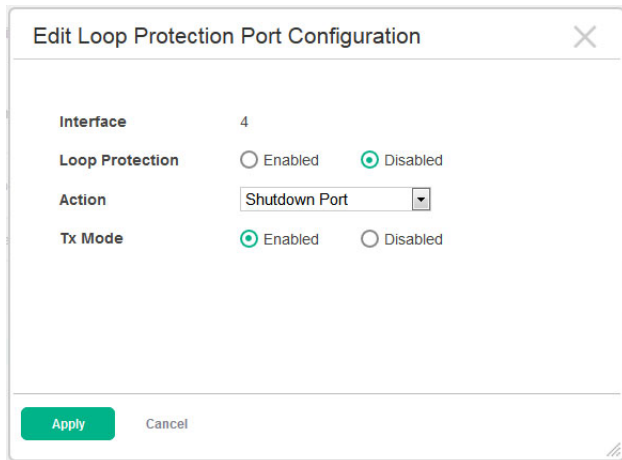 Edit Loop Protection Port Configuration
Interface 4
Loop Protection Enabled Disabled
Action Shutdown Port
Tx Mode Enabled Disabled
Apply Cancel